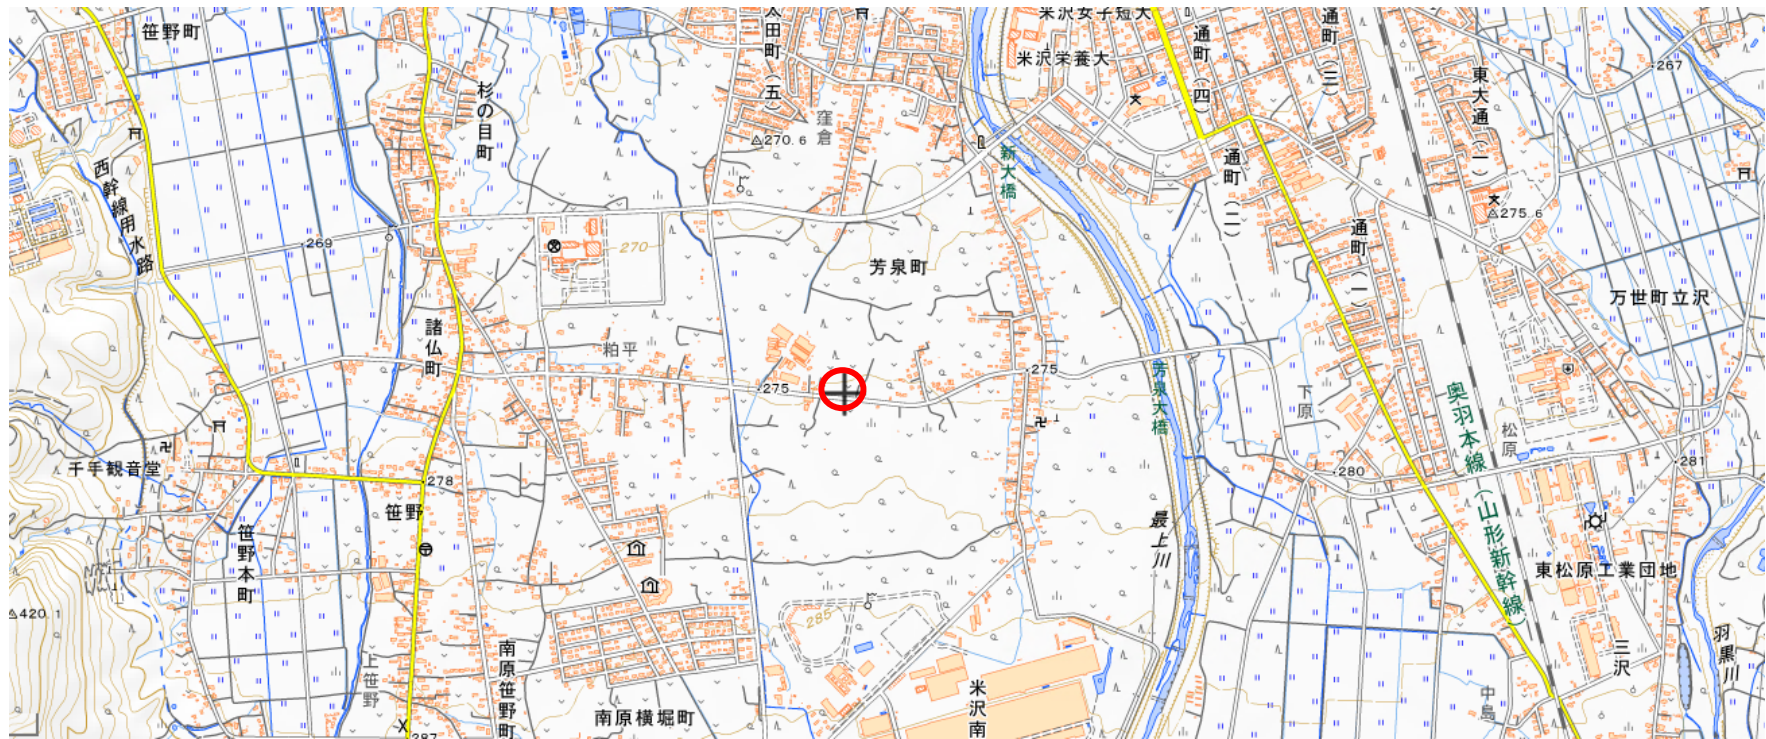 笹野町
太田町(五)
米沢女子短大
米沢栄養大
通町(四)
通町(三)
東大通(一)
267
杉の目町
窪倉
270.6
新大橋
通町(二)
西幹線用水路
269
270
芳泉町
275.6
通町(一)
万世町立沢
諸仏町
粕平
275
275
芳泉大橋
下原
奥羽本線(山形新幹線)
松原
千手観音堂
278
280
281
笹野
笹野本町
最上川
東松原工業団地
420.1
285
上笹野
南原笹野町
南原横堀町
米沢南
中島
三沢
羽黒川
287